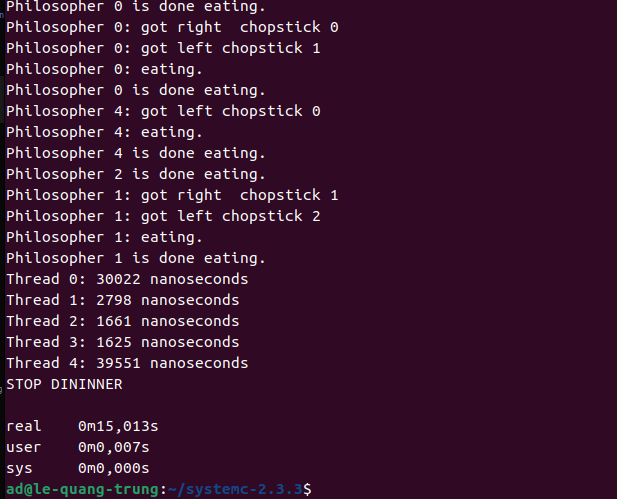 Philosopher 0 is done eating.
Philosopher 0: got right  chopstick 0
Philosopher 0: got left chopstick 1
Philosopher 0: eating.
Philosopher 0 is done eating.
Philosopher 4: got left chopstick 0
Philosopher 4: eating.
Philosopher 4 is done eating.
Philosopher 2 is done eating.
Philosopher 1: got right  chopstick 1
Philosopher 1: got left chopstick 2
Philosopher 1: eating.
Philosopher 1 is done eating.
Thread 0: 30022 nanoseconds
Thread 1: 2798 nanoseconds
Thread 2: 1661 nanoseconds
Thread 3: 1625 nanoseconds
Thread 4: 39551 nanoseconds
STOP DININNER
real    0m15,013s
user    0m0,007s
sys     0m0,000s
ad@le-quang-trung:~/systemc-2.3.3$